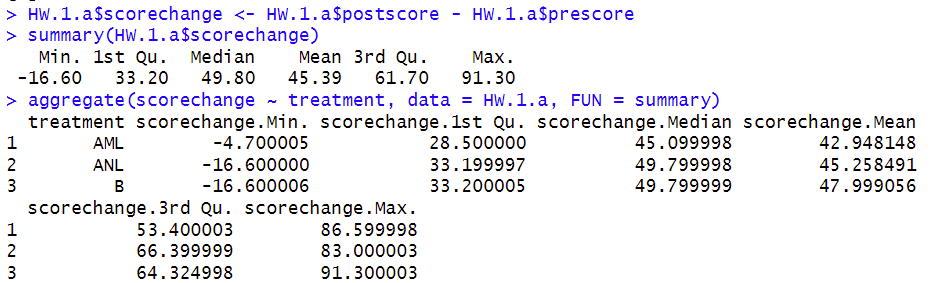 > HW.1.a$scorechange <- HW.1.a$postscore - HW.1.a$prescore
> summary(HW.1.a$scorechange)
   Min. 1st Qu.  Median    Mean 3rd Qu.    Max.
 -16.60   33.20   49.80   45.39   61.70   91.30
> aggregate(scorechange ~ treatment, data = HW.1.a, FUN = summary)
  treatment scorechange.Min. scorechange.1st Qu. scorechange.Median scorechange.Mean
1       AML        -4.700005           28.500000          45.099998        42.948148
2       ANL       -16.600000           33.199997          49.799998        45.258491
3         B       -16.600006           33.200005          49.799999        47.999056
  scorechange.3rd Qu. scorechange.Max.
1           53.400003        86.599998
2           66.399999        83.000003
3           64.324998        91.300003